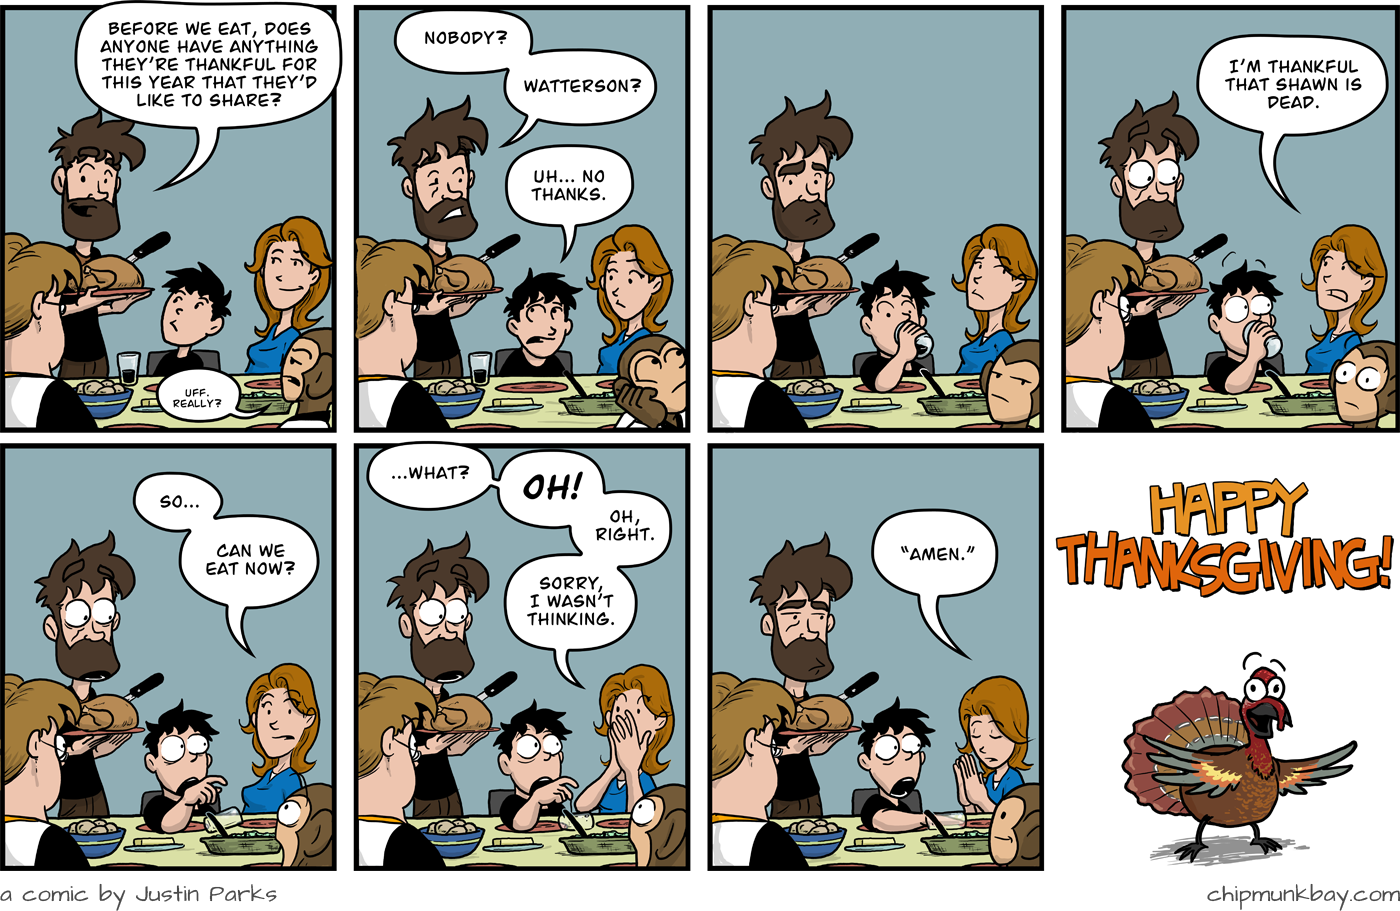 BEFORE WE EAT, DOES
ANYONE HAVE ANYTHING
THEY'RE THANKFUL FOR
THIS YEAR THAT THEY'D
LIKE TO SHARE?
UFF.
REALLY?
NOBODY?
WATTERSON?
UH... NO
THANKS.
I'M THANKFUL
THAT SHAWN IS
DEAD.
SO...
CAN WE
EAT NOW?
...WHAT?
OH!
OH,
RIGHT.
SORRY,
I WASN'T
THINKING.
"AMEN."
HAPPY
THANKSGIVING!
a comic by Justin Parks
chipmunkbay.com